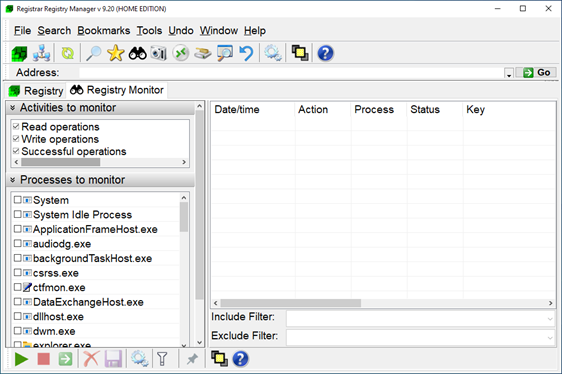 Registrar Registry Manager v 9.20 (HOME EDITION)
File Search Bookmarks Tools Undo Window Help
Address: Go
Registry Registry Monitor
Activities to monitor
Read operations
Write operations
Successful operations
Processes to monitor
System
System Idle Process
ApplicationFrameHost.exe
audiodg.exe
backgroundTaskHost.exe
csrss.exe
ctfmon.exe
DataExchangeHost.exe
dllhost.exe
dwm.exe
explorer.exe
Date/time Action Process Status Key
Include Filter:
Exclude Filter: